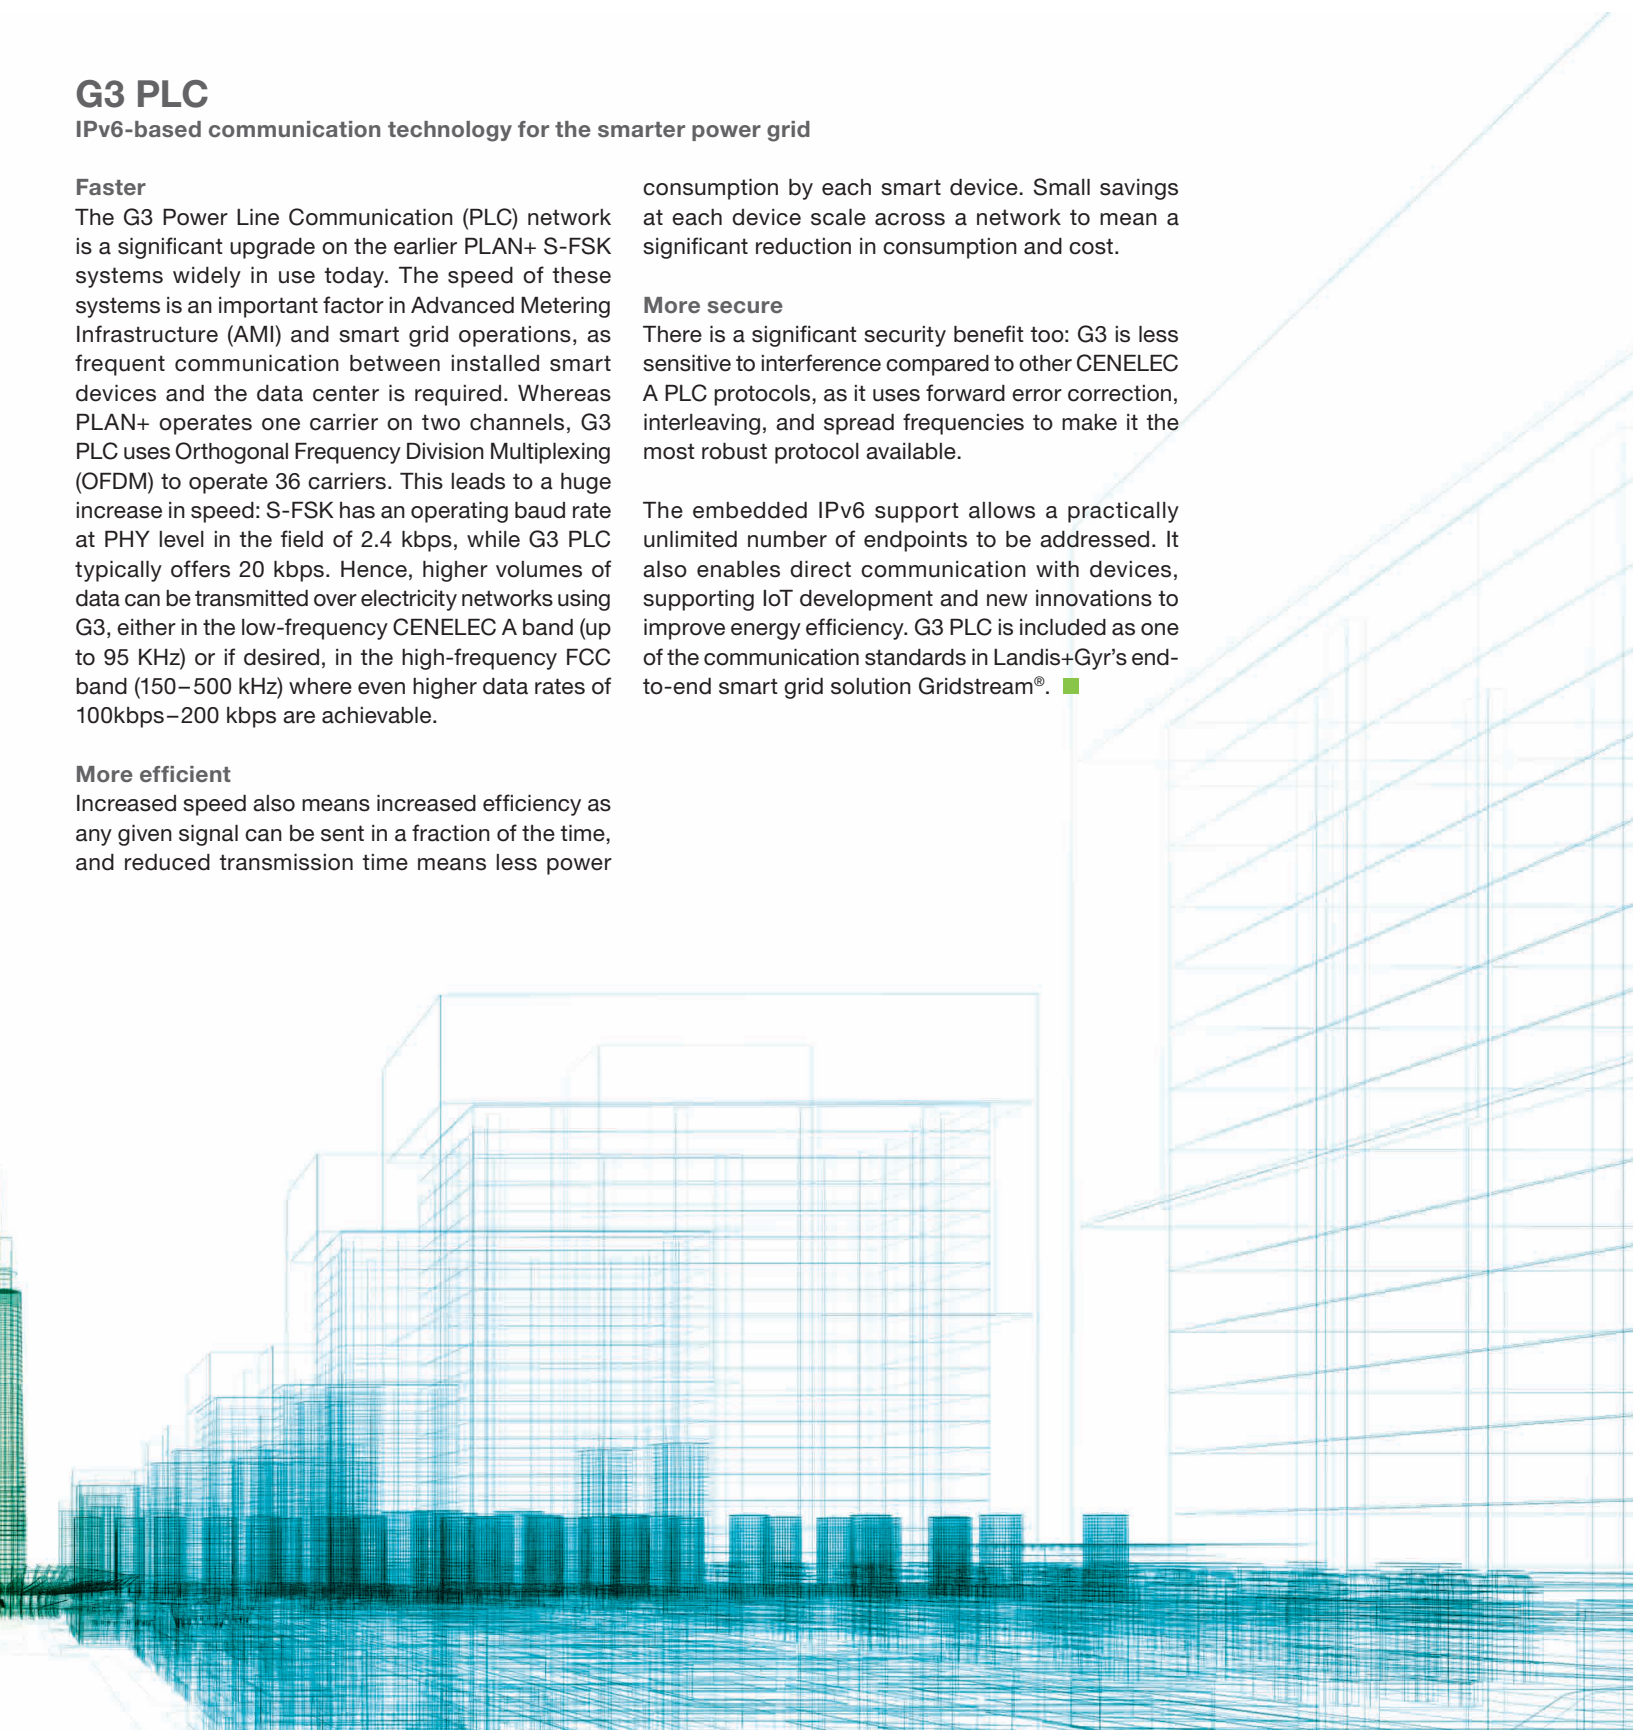 G3 PLC
IPv6-based communication technology for the smarter power grid
Faster
The G3 Power Line Communication (PLC) network
is a significant upgrade on the earlier PLAN+ S-FSK
systems widely in use today. The speed of these
systems is an important factor in Advanced Metering
Infrastructure (AMI) and smart grid operations, as
frequent communication between installed smart
devices and the data center is required. Whereas
PLAN+ operates one carrier on two channels, G3
PLC uses Orthogonal Frequency Division Multiplexing
(OFDM) to operate 36 carriers. This leads to a huge
increase in speed: S-FSK has an operating baud rate
at PHY level in the field of 2.4 kbps, while G3 PLC
typically offers 20 kbps. Hence, higher volumes of
data can be transmitted over electricity networks using
G3, either in the low-frequency CENELEC A band (up
to 95 KHz) or if desired, in the high-frequency FCC
band (150–500 kHz) where even higher data rates of
100kbps–200 kbps are achievable.
More efficient
Increased speed also means increased efficiency as
any given signal can be sent in a fraction of the time,
and reduced transmission time means less power
consumption by each smart device. Small savings
at each device scale across a network to mean a
significant reduction in consumption and cost.
More secure
There is a significant security benefit too: G3 is less
sensitive to interference compared to other CENELEC
A PLC protocols, as it uses forward error correction,
interleaving, and spread frequencies to make it the
most robust protocol available.
The embedded IPv6 support allows a practically
unlimited number of endpoints to be addressed. It
also enables direct communication with devices,
supporting IoT development and new innovations to
improve energy efficiency. G3 PLC is included as one
of the communication standards in Landis+Gyr’s end-
to-end smart grid solution Gridstream®.